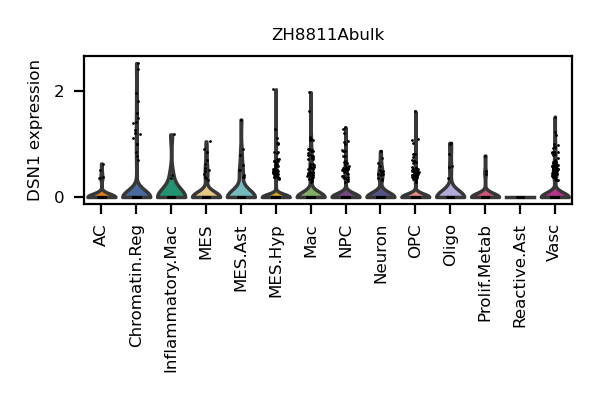 ZH8811Abulk
DSN1 expression
2
0
AC
Chromatin.Reg
Inflammatory.Mac
MES
MES.Ast
MES.Hyp
Mac
NPC
Neuron
OPC
Oligo
Prolif.Metab
Reactive.Ast
Vasc